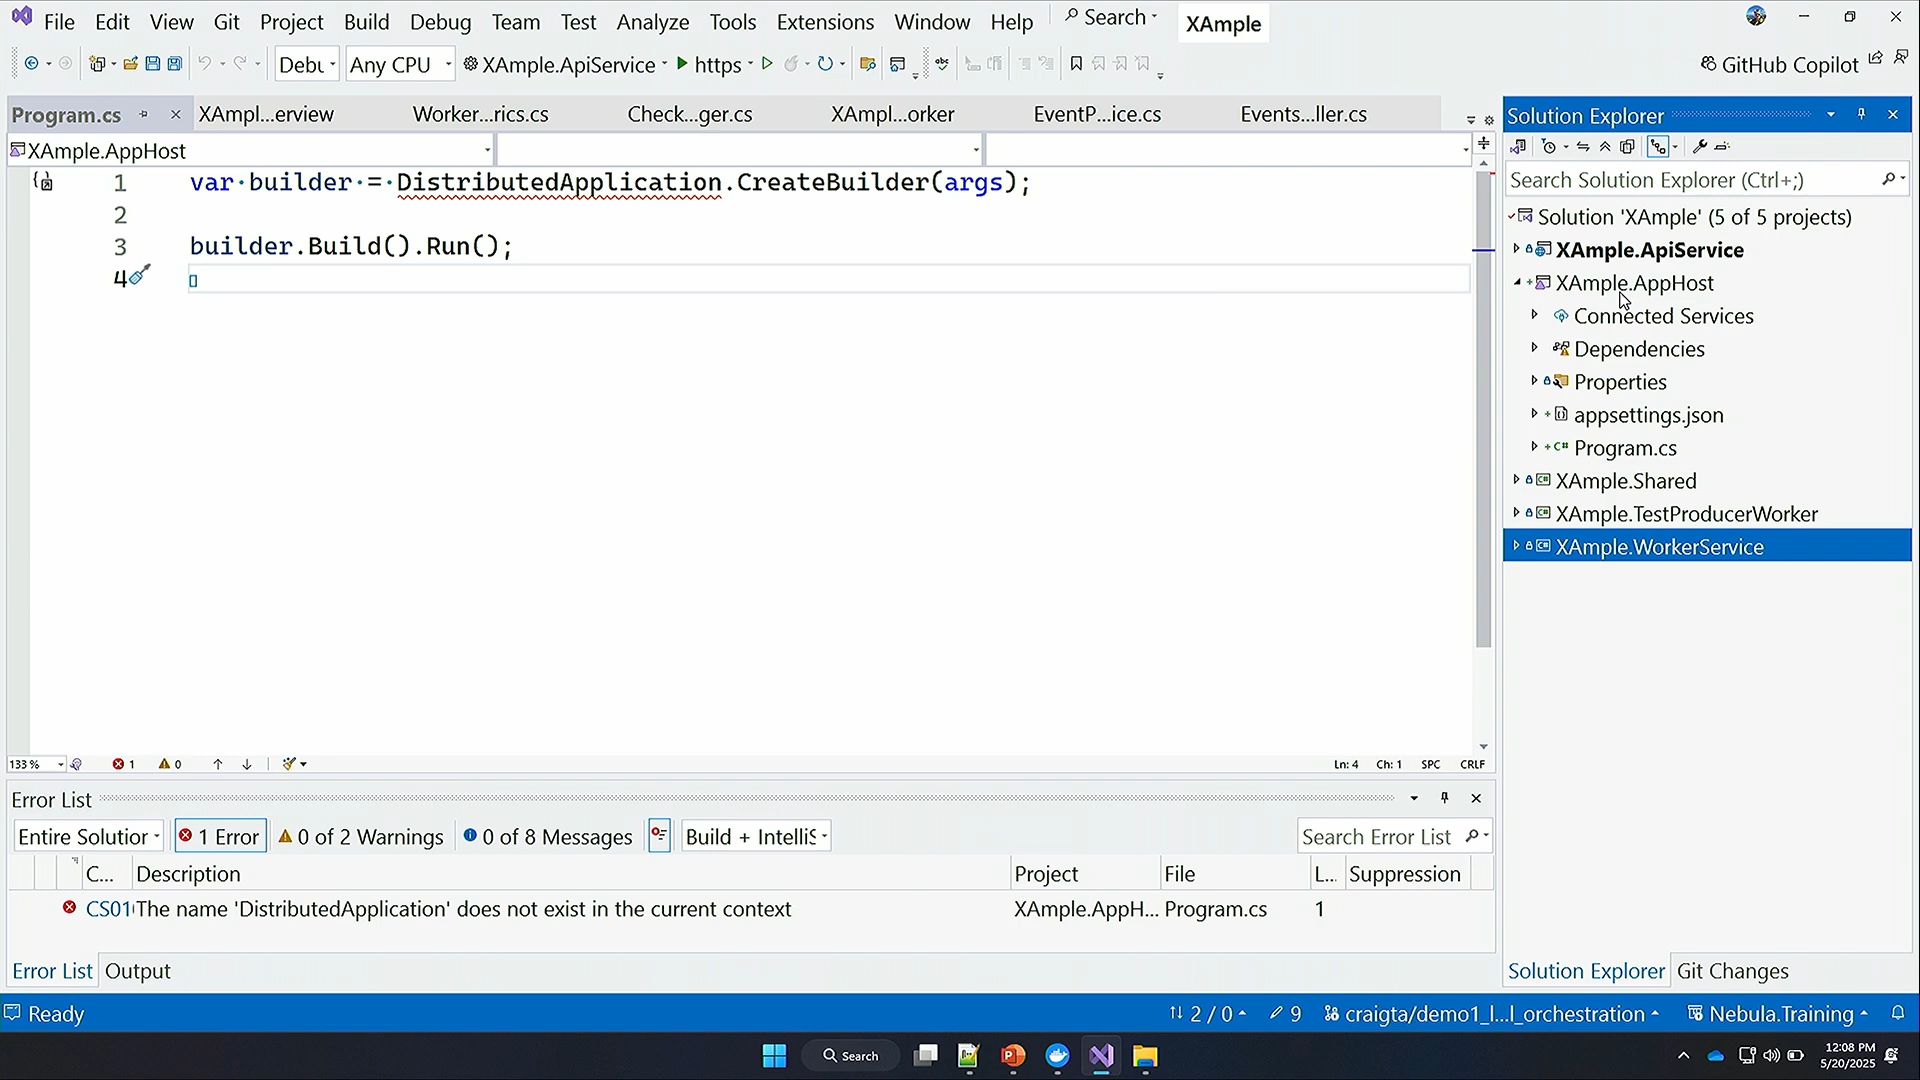 File Edit View Git Project Build Debug Team Test Analyze Tools Extensions Window Help Search XAmple
Debu Any CPU XAmple.ApiService https GitHub Copilot
Program.cs XAmpl...erview Worker...rics.cs Check...ger.cs XAmpl...orker EventP...ice.cs Events...ller.cs
XAmple.AppHost
1 var builder = DistributedApplication.CreateBuilder(args);
2
3 builder.Build().Run();
4
133 % 1 0 Ln: 4 Ch: 1 SPC CRLF
Error List
Entire Solution 1 Error 0 of 2 Warnings 0 of 8 Messages Build + IntelliS Search Error List
C... Description Project File L... Suppression
CS01 The name 'DistributedApplication' does not exist in the current context XAmple.AppH... Program.cs 1
Error List Output
Solution Explorer
Search Solution Explorer (Ctrl+;)
Solution 'XAmple' (5 of 5 projects)
XAmple.ApiService
XAmple.AppHost
Connected Services
Dependencies
Properties
appsettings.json
Program.cs
XAmple.Shared
XAmple.TestProducerWorker
XAmple.WorkerService
Solution Explorer Git Changes
Ready 2 / 0 9 craigta/demo1_l...l_orchestration Nebula.Training
Search
12:08 PM
5/20/2025